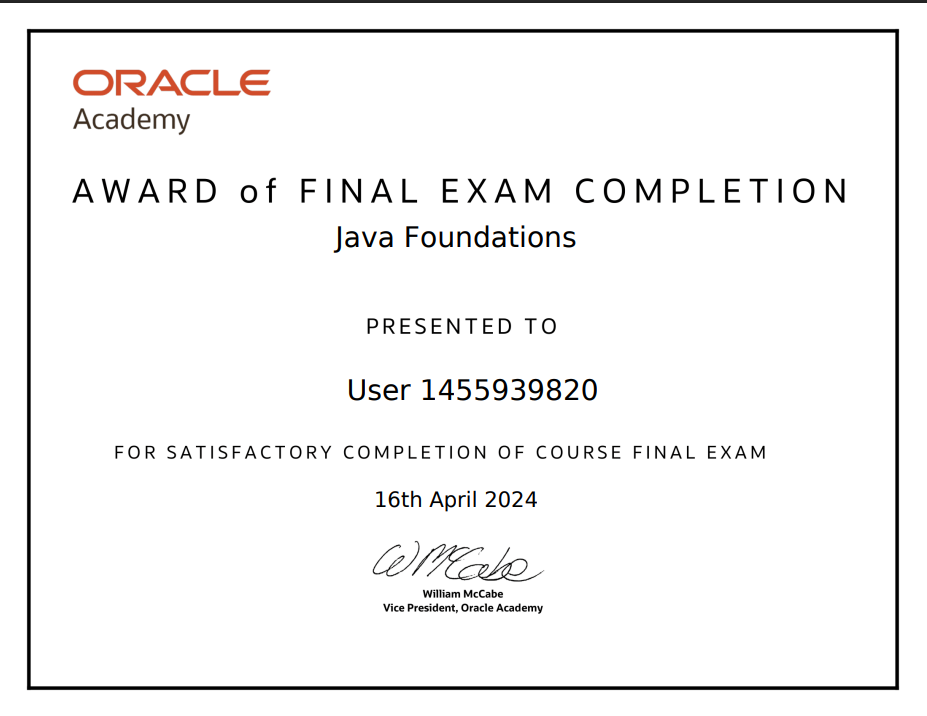 ORACLE
Academy
AWARD of FINAL EXAM COMPLETION
Java Foundations
PRESENTED TO
User 1455939820
FOR SATISFACTORY COMPLETION OF COURSE FINAL EXAM
16th April 2024
W McCabe
William McCabe
Vice President, Oracle Academy